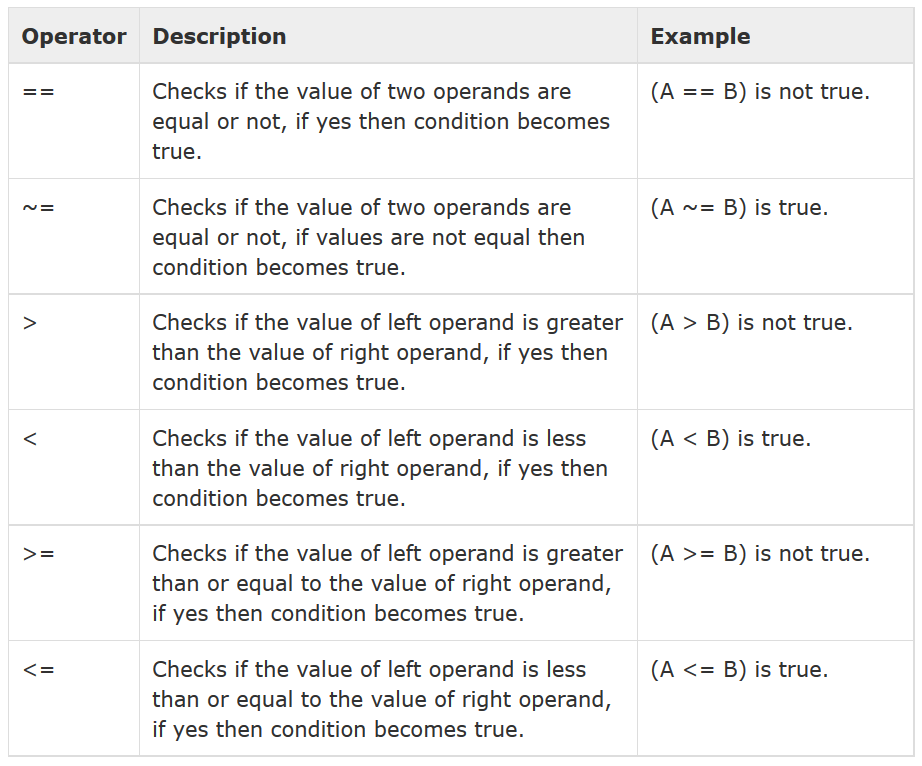 Operator Description Example
== Checks if the value of two operands are (A == B) is not true.
equal or not, if yes then condition becomes
true.
~= Checks if the value of two operands are (A ~= B) is true.
equal or not, if values are not equal then
condition becomes true.
> Checks if the value of left operand is greater (A > B) is not true.
than the value of right operand, if yes then
condition becomes true.
< Checks if the value of left operand is less (A < B) is true.
than the value of right operand, if yes then
condition becomes true.
>= Checks if the value of left operand is greater (A >= B) is not true.
than or equal to the value of right operand,
if yes then condition becomes true.
<= Checks if the value of left operand is less (A <= B) is true.
than or equal to the value of right operand,
if yes then condition becomes true.